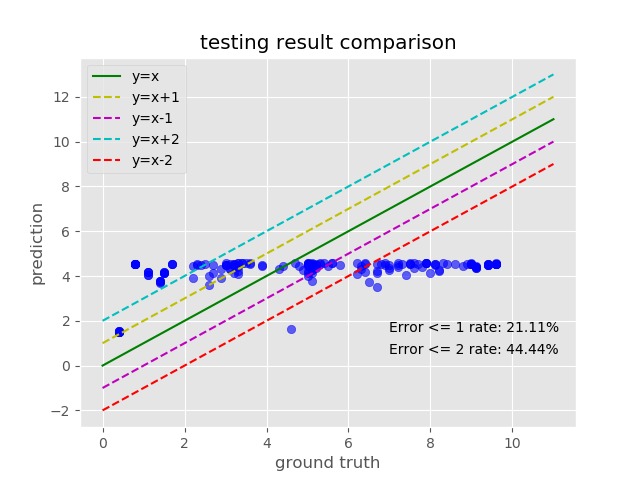 testing result comparison
y=x
y=x+1
y=x-1
y=x+2
y=x-2
12
10
8
6
4
2
0
−2
prediction
Error <= 1 rate: 21.11%
Error <= 2 rate: 44.44%
0 2 4 6 8 10
ground truth